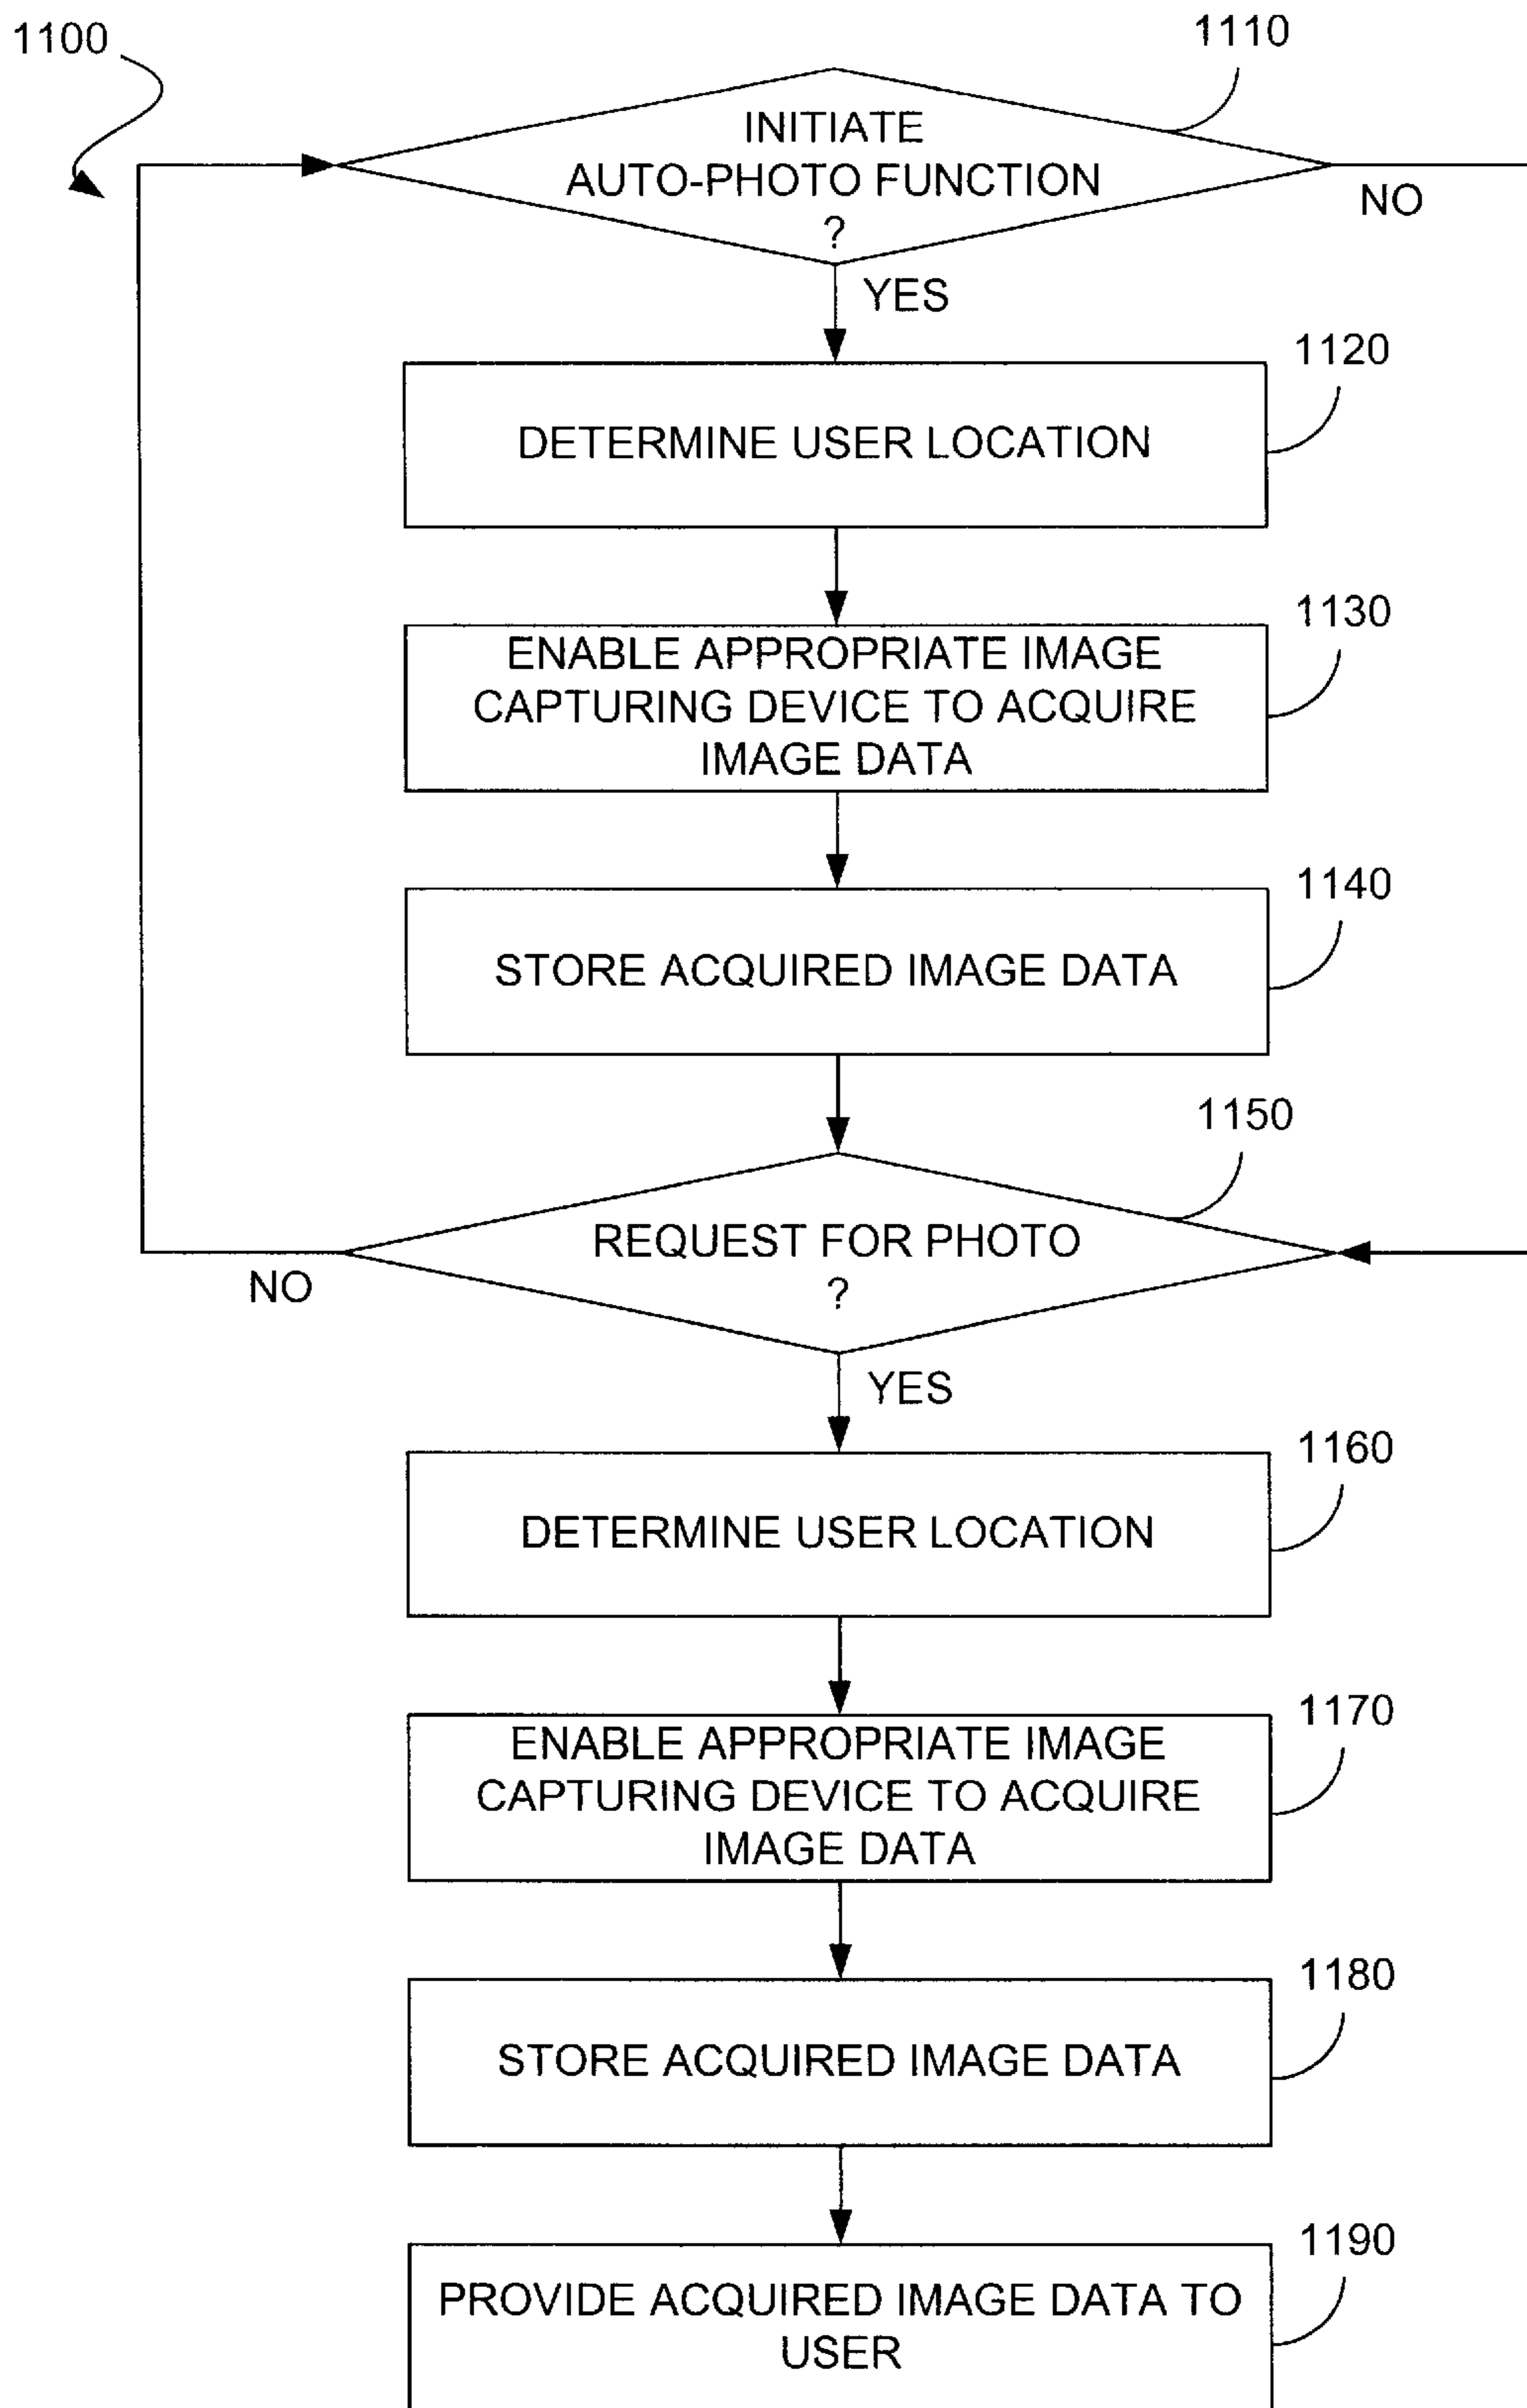 1100
1110
INITIATE
AUTO-PHOTO FUNCTION
?
NO
YES
1120
DETERMINE USER LOCATION
1130
ENABLE APPROPRIATE IMAGE
CAPTURING DEVICE TO ACQUIRE
IMAGE DATA
1140
STORE ACQUIRED IMAGE DATA
1150
REQUEST FOR PHOTO
?
NO
YES
1160
DETERMINE USER LOCATION
1170
ENABLE APPROPRIATE IMAGE
CAPTURING DEVICE TO ACQUIRE
IMAGE DATA
1180
STORE ACQUIRED IMAGE DATA
1190
PROVIDE ACQUIRED IMAGE DATA TO
USER